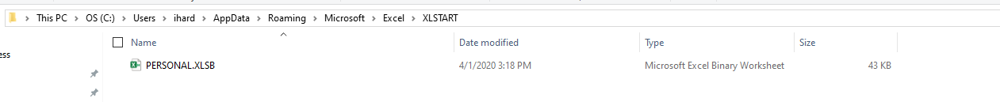 This PC > OS (C:) > Users > ihard > AppData > Roaming > Microsoft > Excel > XLSTART
Name Date modified Type Size
ess
PERSONAL.XLSB 4/1/2020 3:18 PM Microsoft Excel Binary Worksheet 43 KB